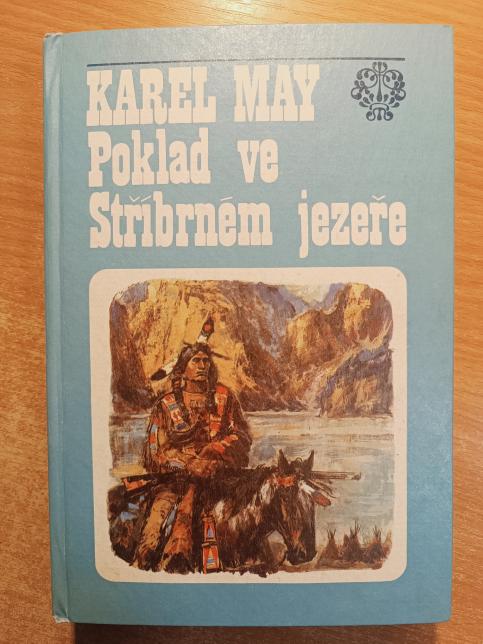 KAREL MAY
Poklad ve
Stříbrném jezeře